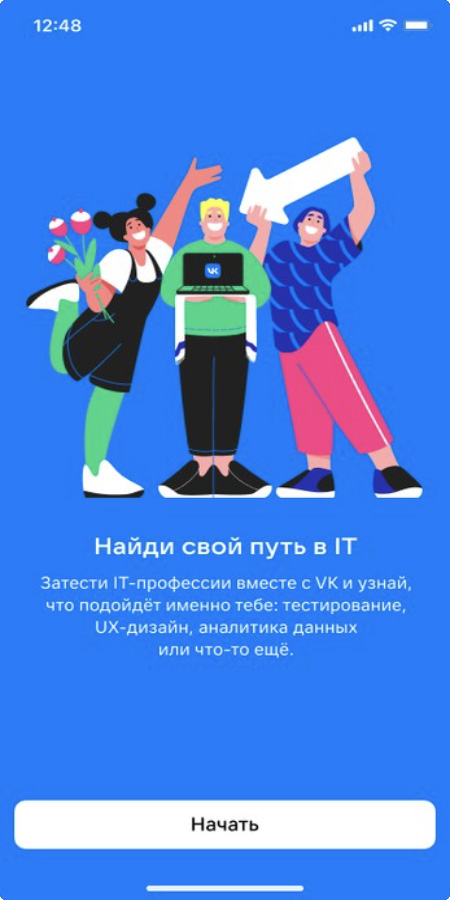 12:48
VK
Найди свой путь в IT
Затести IT-профессии вместе с VK и узнай,
что подойдёт именно тебе: тестирование,
UX-дизайн, аналитика данных
или что-то ещё.
Начать